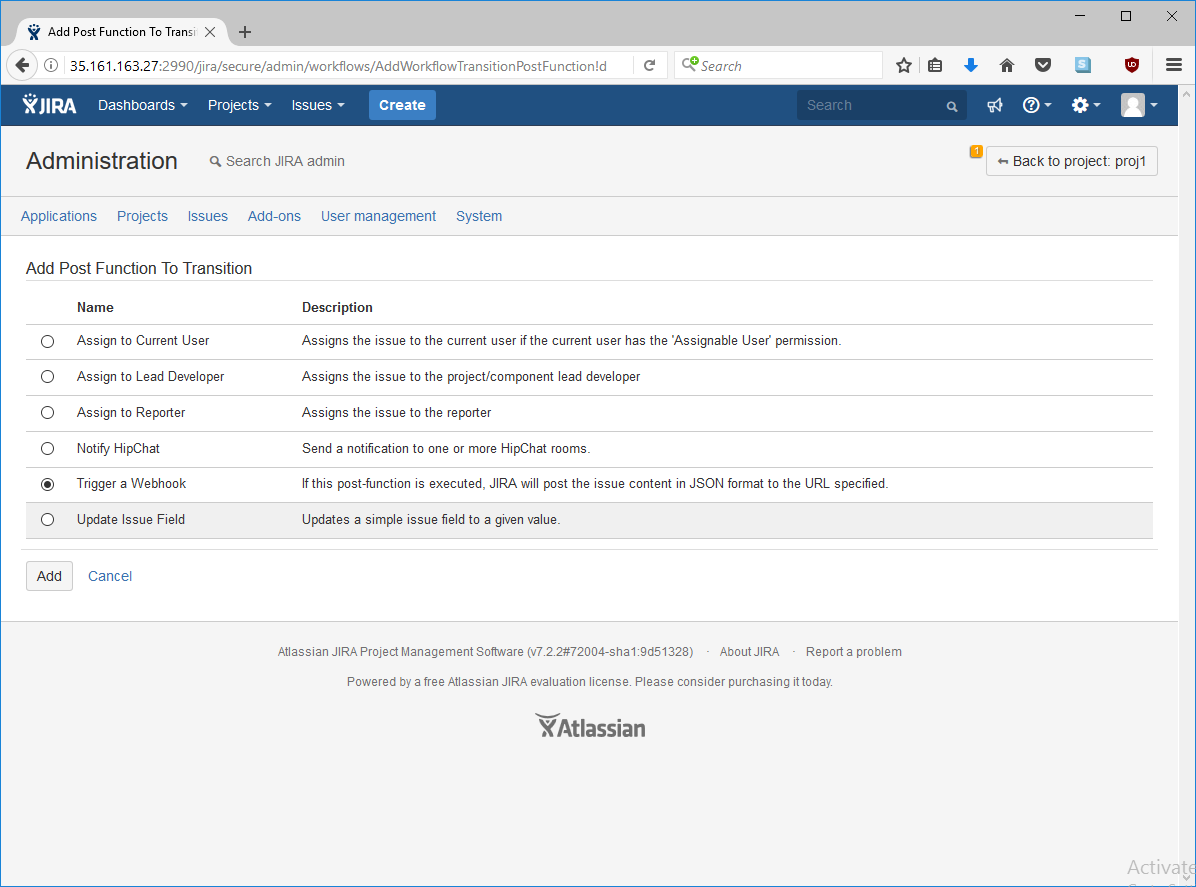 Add Post Function To Transi
35.161.163.27:2990/jira/secure/admin/workflows/AddWorkflowTransitionPostFunction!d
Search
S
JIRA Dashboards Projects Issues Create Search
Administration Search JIRA admin 1 Back to project: proj1
Applications Projects Issues Add-ons User management System
Add Post Function To Transition
Name Description
Assign to Current User Assigns the issue to the current user if the current user has the 'Assignable User' permission.
Assign to Lead Developer Assigns the issue to the project/component lead developer
Assign to Reporter Assigns the issue to the reporter
Notify HipChat Send a notification to one or more HipChat rooms.
Trigger a Webhook If this post-function is executed, JIRA will post the issue content in JSON format to the URL specified.
Update Issue Field Updates a simple issue field to a given value.
Add Cancel
Atlassian JIRA Project Management Software (v7.2.2#72004-sha1:9d51328) · About JIRA · Report a problem
Powered by a free Atlassian JIRA evaluation license. Please consider purchasing it today.
Atlassian
Activate